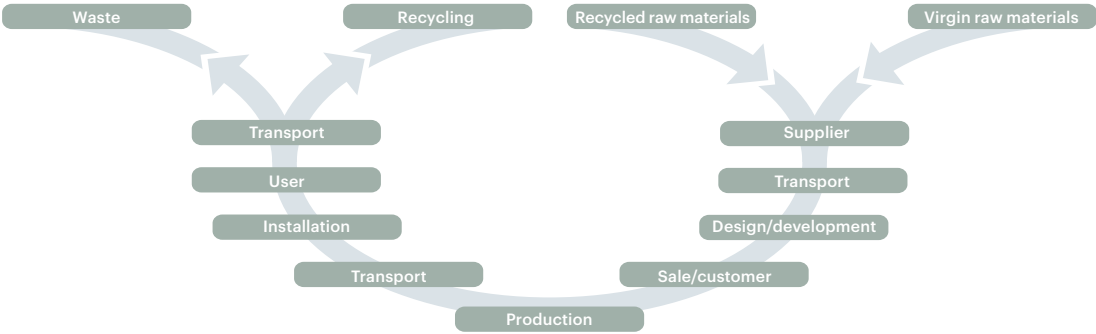 Waste
Recycling
Recycled raw materials
Virgin raw materials
Transport
Supplier
User
Transport
Installation
Design/development
Transport
Sale/customer
Production